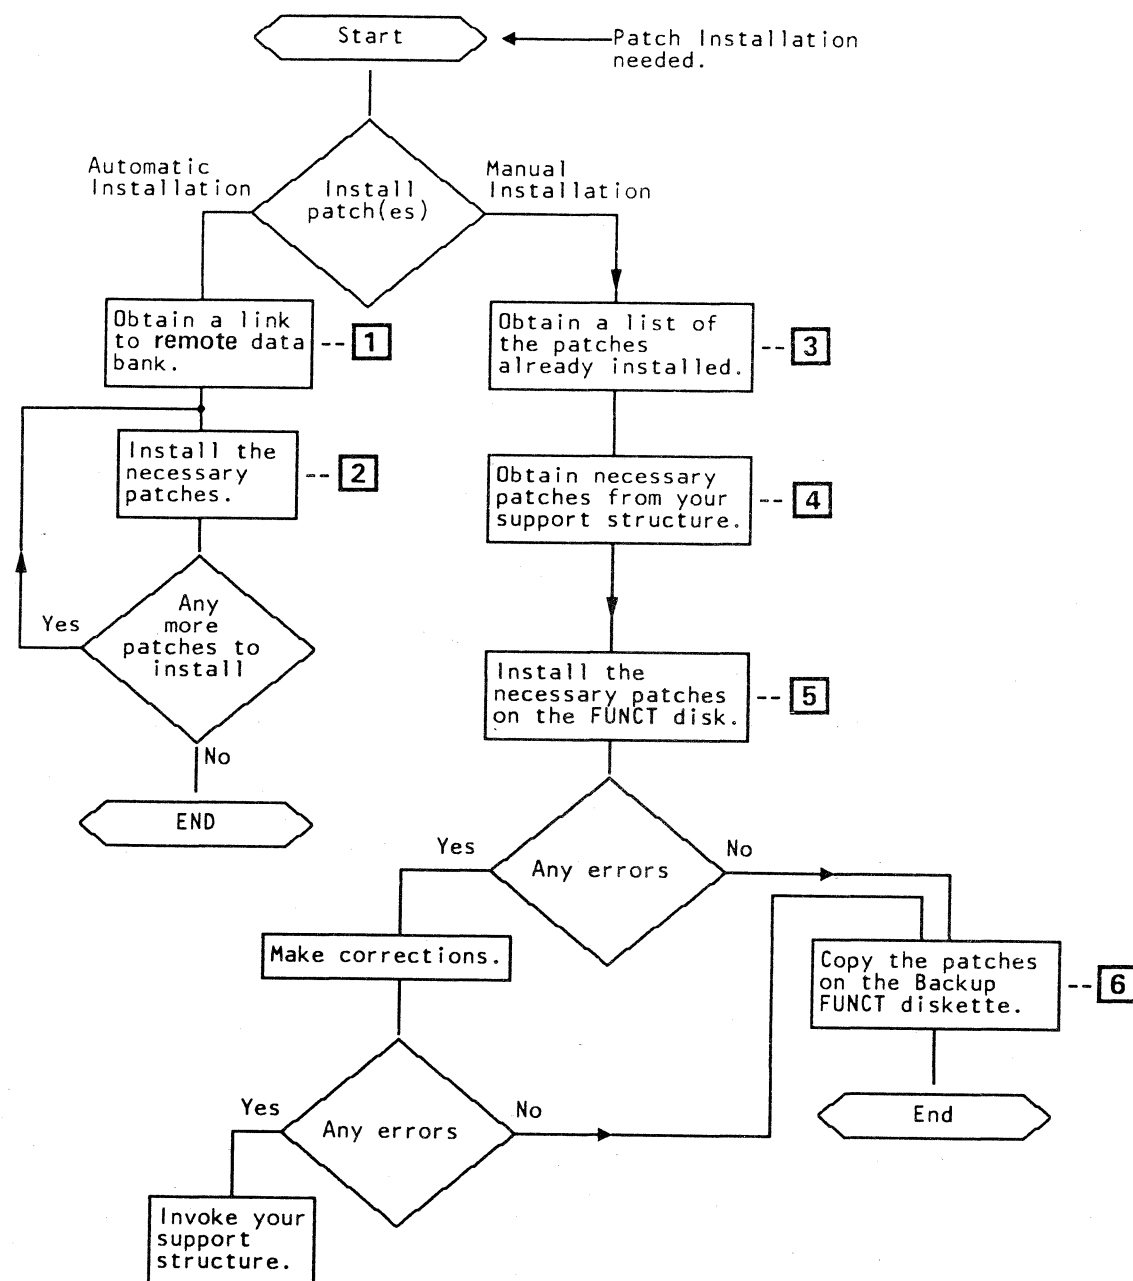 Start
Patch Installation
needed.
Automatic
Installation
Manual
Installation
Install
patch(es)
Obtain a link
to remote data
bank.
-- 1
Obtain a list of
the patches
already installed.
-- 3
Install the
necessary
patches.
-- 2
Obtain necessary
patches from your
support structure.
-- 4
Any
more
patches to
install
Yes
No
END
Install the
necessary patches
on the FUNCT disk.
-- 5
Any errors
Yes
No
Make corrections.
Copy the patches
on the Backup
FUNCT diskette.
-- 6
End
Any errors
Yes
No
Invoke your
support
structure.